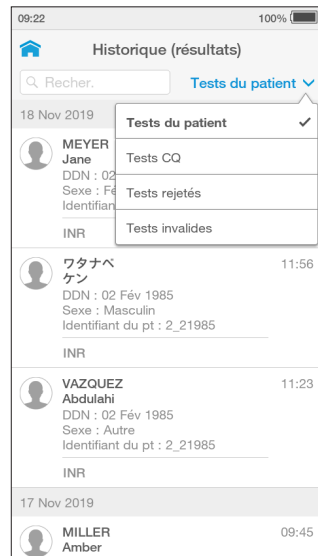 09:22 100%
Historique (résultats)
Recher. Tests du patient
18 Nov 2019
Tests du patient
Tests CQ
Tests rejetés
Tests invalides
MEYER
Jane
DDN : 02
Sexe : Fé
Identifian
INR
ワタナベ 11:56
ケン
DDN : 02 Fév 1985
Sexe : Masculin
Identifiant du pt : 2_21985
INR
VAZQUEZ 11:23
Abdulahi
DDN : 02 Fév 1985
Sexe : Autre
Identifiant du pt : 2_21985
INR
17 Nov 2019
MILLER 09:45
Amber